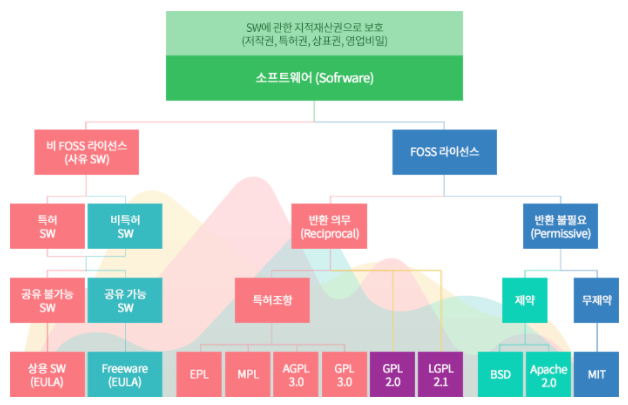 SW에 관한 지적재산권으로 보호
(저작권, 특허권, 상표권, 영업비밀)
소프트웨어 (Sofrware)
비 FOSS 라이선스
(사유 SW)
FOSS 라이선스
특허
SW
비특허
SW
반환 의무
(Reciprocal)
반환 불필요
(Permissive)
공유 불가능
SW
공유 가능
SW
특허조항
제약
무제약
상용 SW
(EULA)
Freeware
(EULA)
EPL
MPL
AGPL
3.0
GPL
3.0
GPL
2.0
LGPL
2.1
BSD
Apache
2.0
MIT